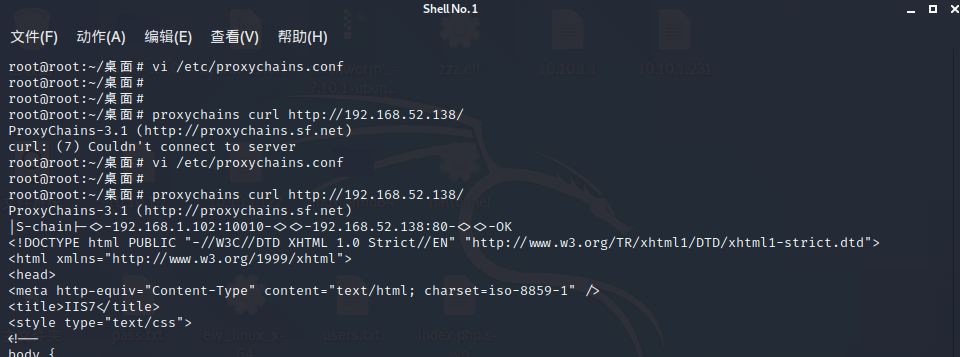 Shell No. 1
文件(F) 动作(A) 编辑(E) 查看(V) 帮助(H)
root@root:~/桌面# vi /etc/proxychains.conf
root@root:~/桌面#
root@root:~/桌面#
root@root:~/桌面# proxychains curl http://192.168.52.138/
ProxyChains-3.1 (http://proxychains.sf.net)
curl: (7) Couldn't connect to server
root@root:~/桌面# vi /etc/proxychains.conf
root@root:~/桌面#
root@root:~/桌面# proxychains curl http://192.168.52.138/
ProxyChains-3.1 (http://proxychains.sf.net)
|S-chain|-<>-192.168.1.102:10010-<><>-192.168.52.138:80-<><>-OK
<!DOCTYPE html PUBLIC "-//W3C//DTD XHTML 1.0 Strict//EN" "http://www.w3.org/TR/xhtml1/DTD/xhtml1-strict.dtd">
<html xmlns="http://www.w3.org/1999/xhtml">
<head>
<meta http-equiv="Content-Type" content="text/html; charset=iso-8859-1" />
<title>IIS7</title>
<style type="text/css">
<!--
body {